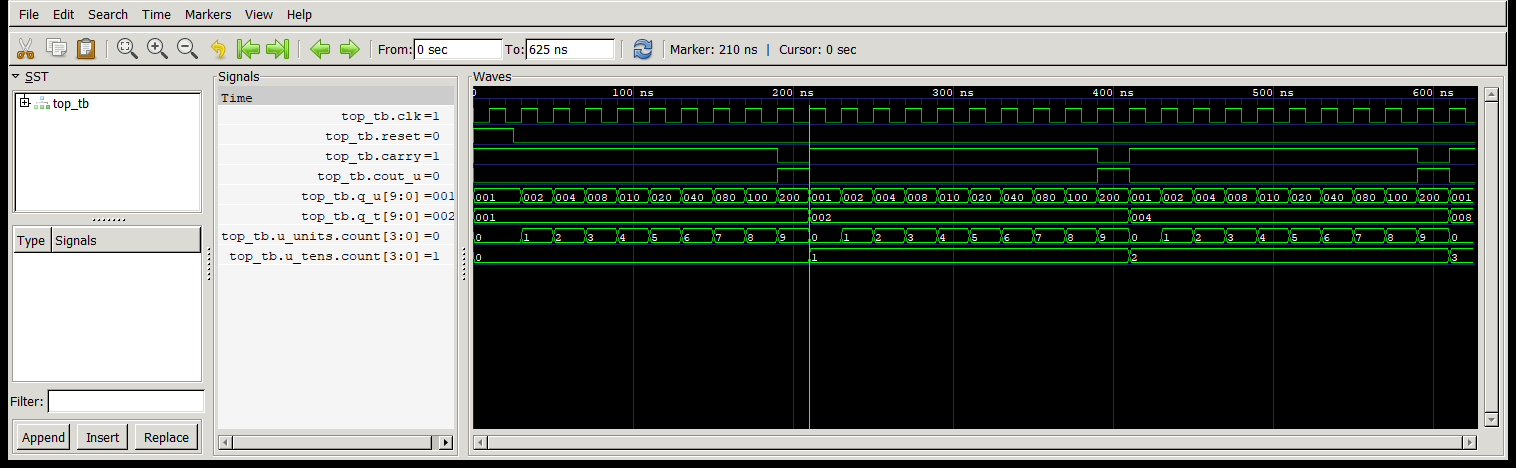 File Edit Search Time Markers View Help
From: 0 sec To: 625 ns Marker: 210 ns | Cursor: 0 sec
SST
top_tb
Type Signals
Filter:
Append Insert Replace
Signals
Time
top_tb.clk=1
top_tb.reset=0
top_tb.carry=1
top_tb.cout_u=0
top_tb.q_u[9:0]=001
top_tb.q_t[9:0]=002
top_tb.u_units.count[3:0]=0
top_tb.u_tens.count[3:0]=1
Waves
0 100 ns 200 ns 300 ns 400 ns 500 ns 600 ns
001 002 004 008 010 020 040 080 100 200 001 002 004 008 010 020 040 080 100 200 001 002 004 008 010 020 040 080 100 200 001
001 002 004 008
0 1 2 3 4 5 6 7 8 9 0 1 2 3 4 5 6 7 8 9 0 1 2 3 4 5 6 7 8 9 0
0 1 2 3